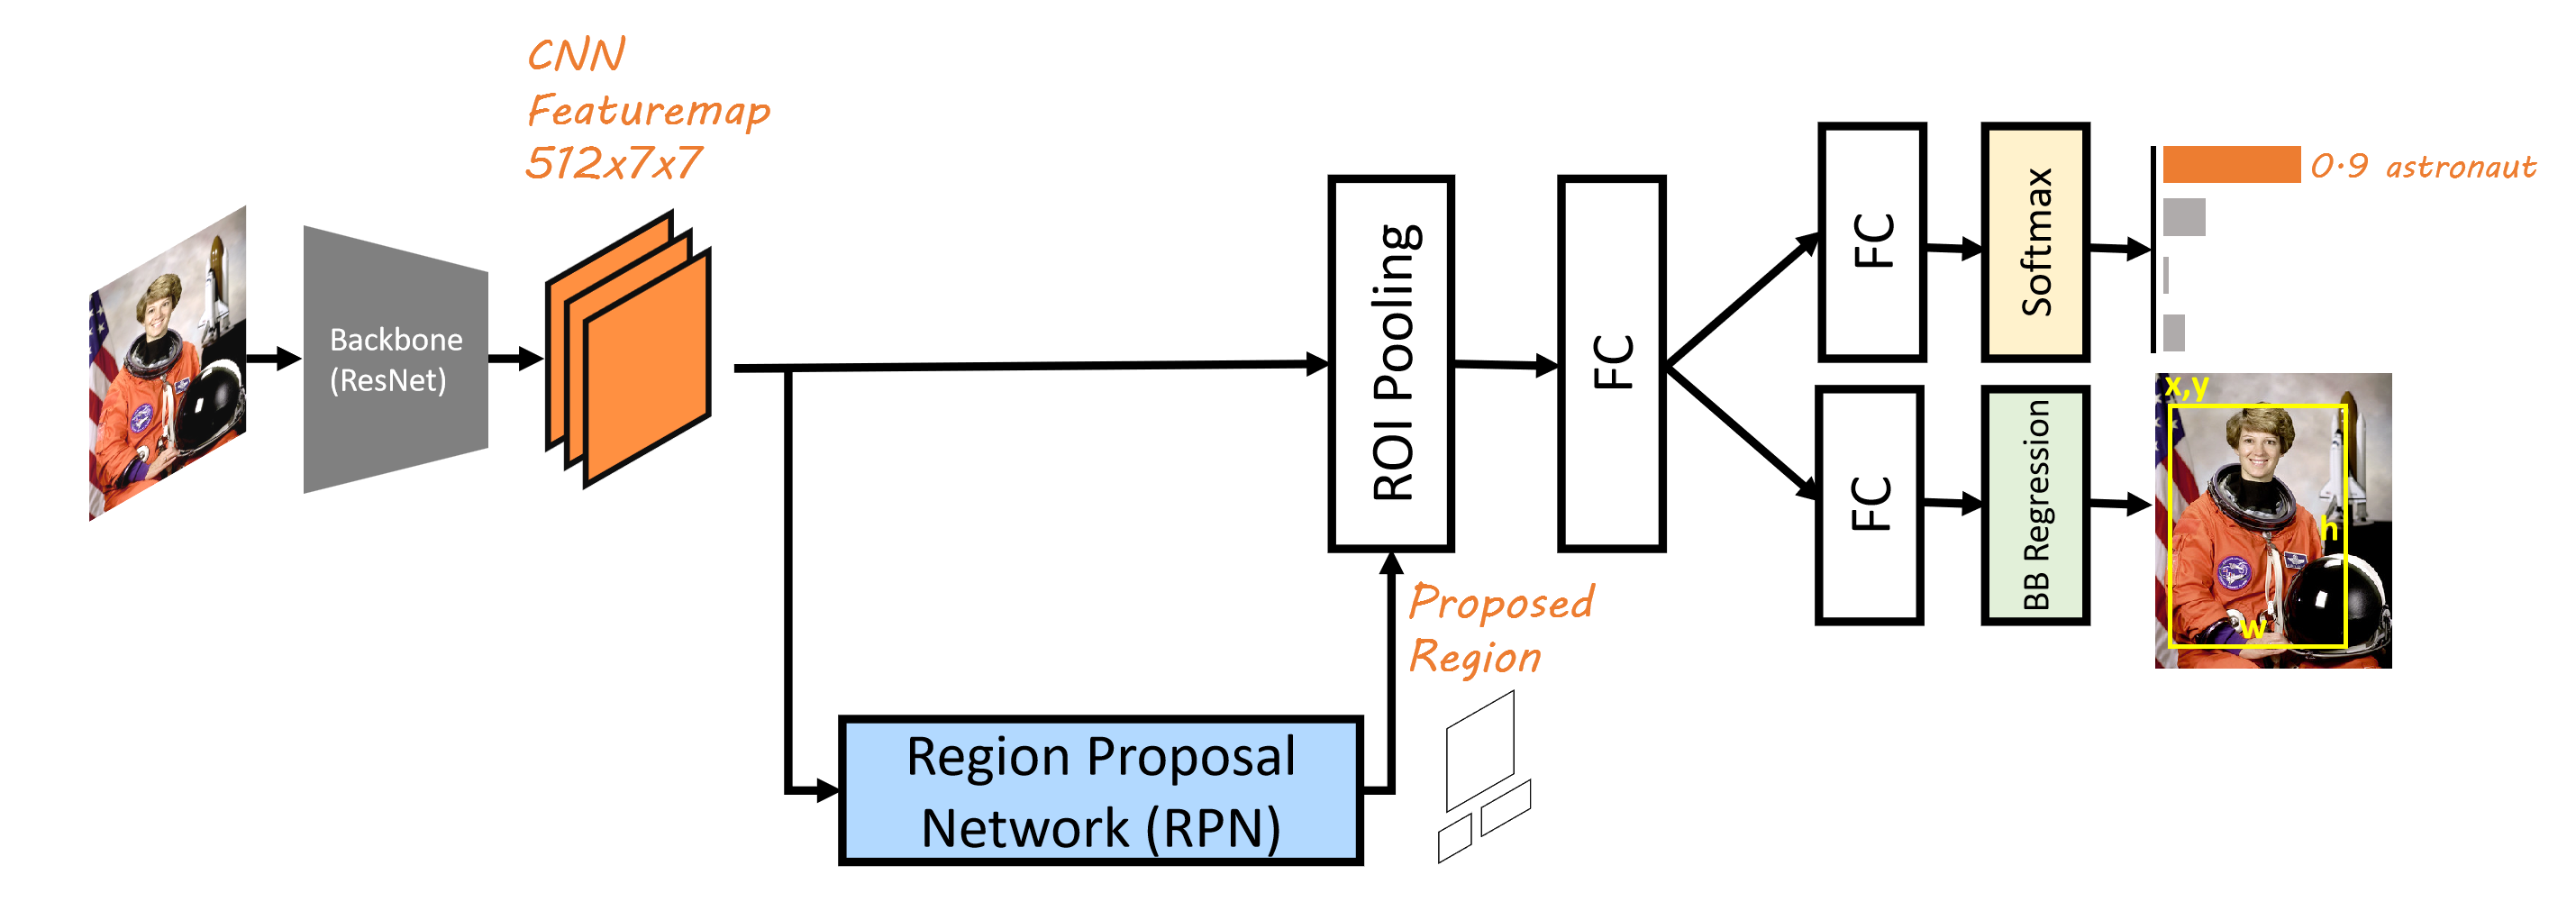 CNN
Featuremap
512x7x7
Backbone
(ResNet)
ROI Pooling
FC
FC
Softmax
0.9 astronaut
FC
BB Regression
x,y
h
w
Proposed
Region
Region Proposal
Network (RPN)